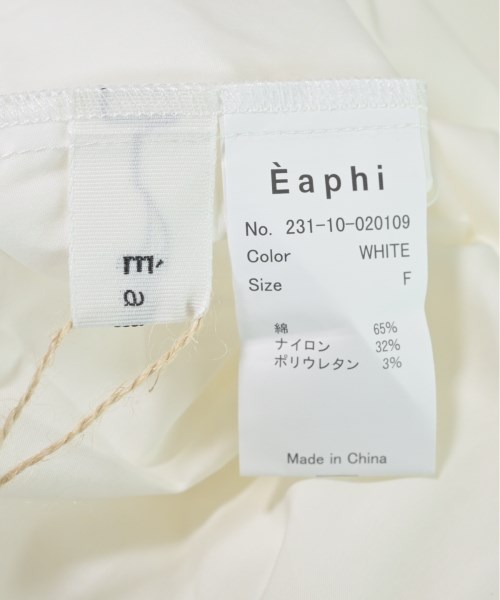 Èaphi
No. 231-10-020109
Color WHITE
Size F
綿 65%
ナイロン 32%
ポリウレタン 3%
Made in China